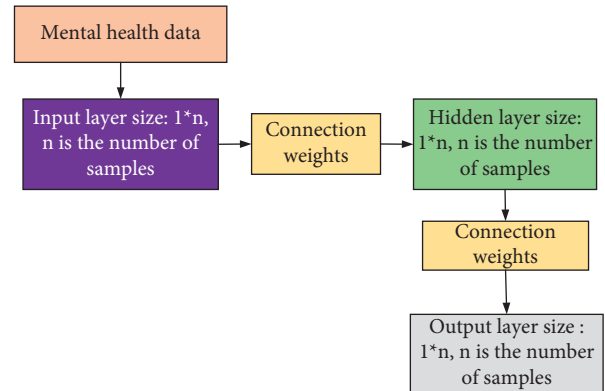 Mental health data
Input layer size: 1*n,
n is the number of
samples
Connection
weights
Hidden layer size:
1*n, n is the number
of samples
Connection
weights
Output layer size :
1*n, n is the number
of samples